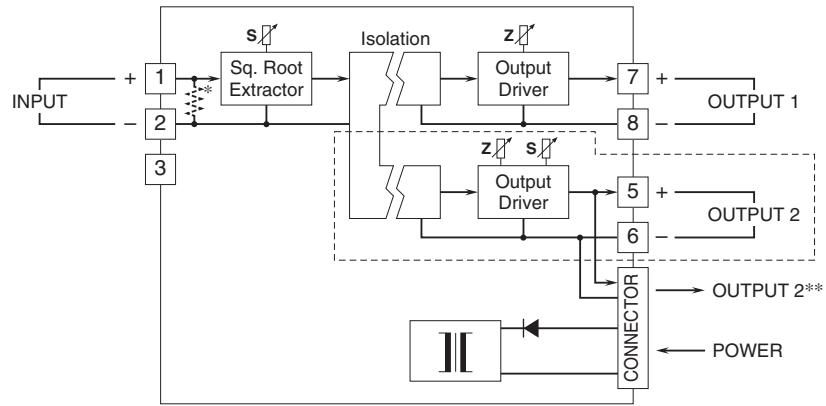 S
Isolation
Z
+
1
*
Sq. Root
Extractor
Output
Driver
7
+
INPUT
OUTPUT 1
−
2
8
−
3
Z
S
Output
Driver
5
+
OUTPUT 2
6
−
CONNECTOR
OUTPUT 2**
POWER